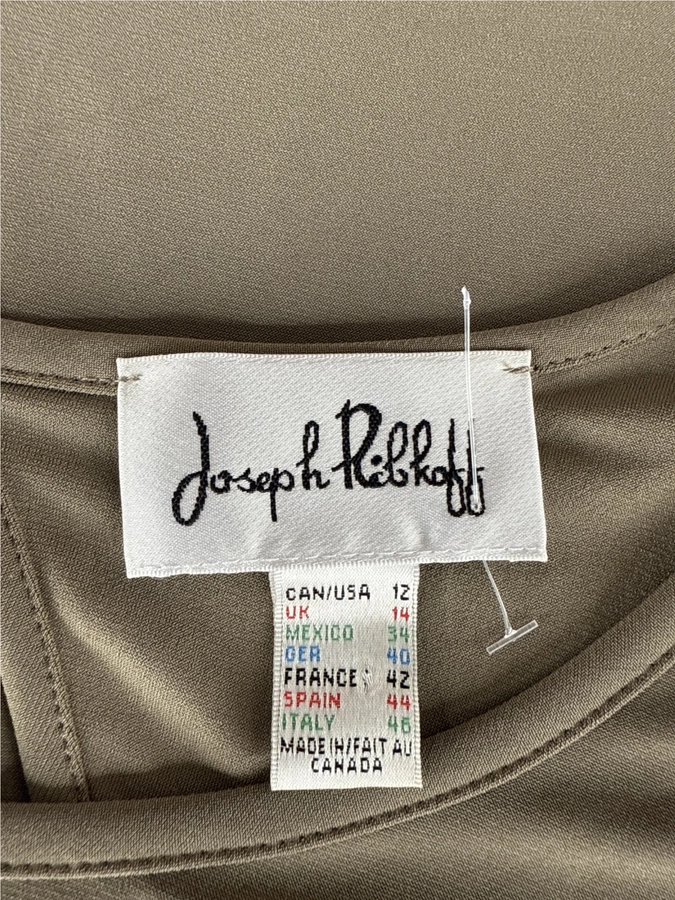 Joseph Ribkoff
CAN/USA 12
UK 14
MEXICO 34
GER 40
FRANCE 42
SPAIN 44
ITALY 46
MADE IN/FAIT AU
CANADA